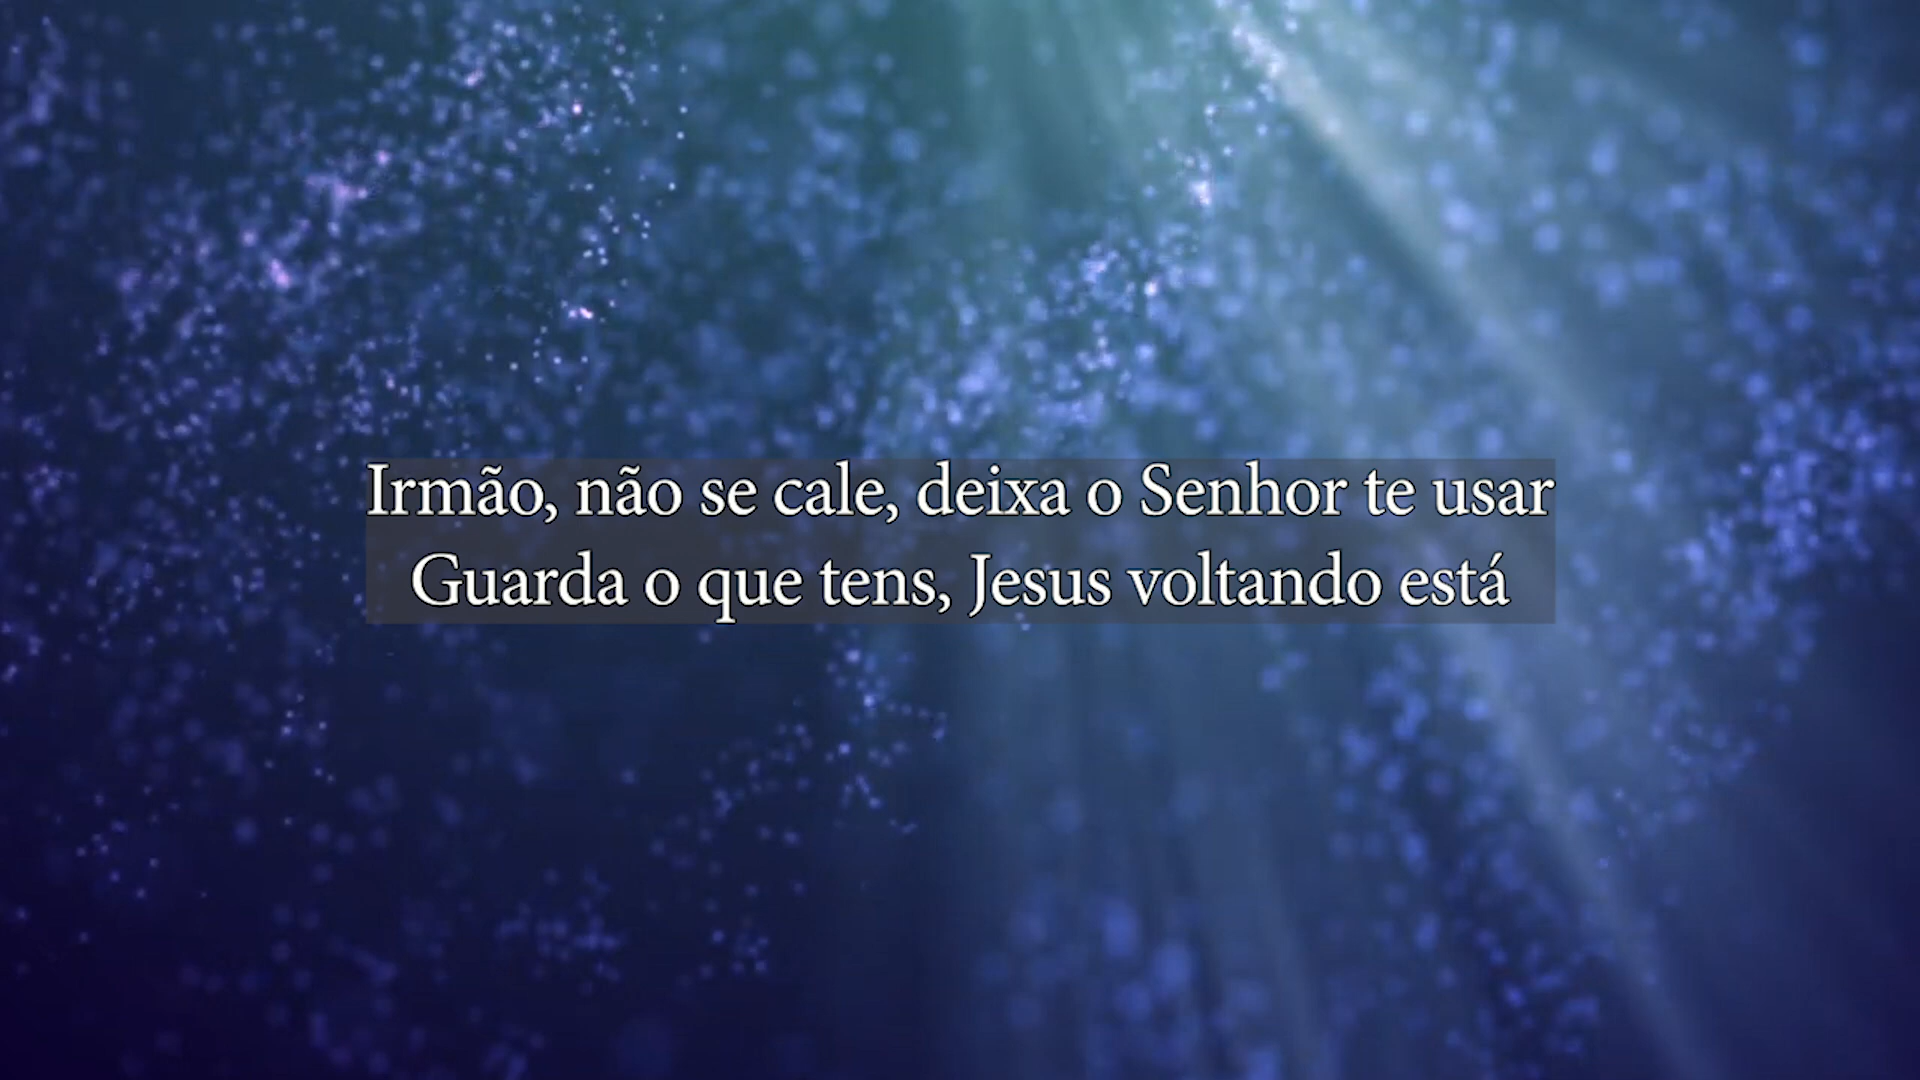 Irmão, não se cale, deixa o Senhor te usar
Guarda o que tens, Jesus voltando está